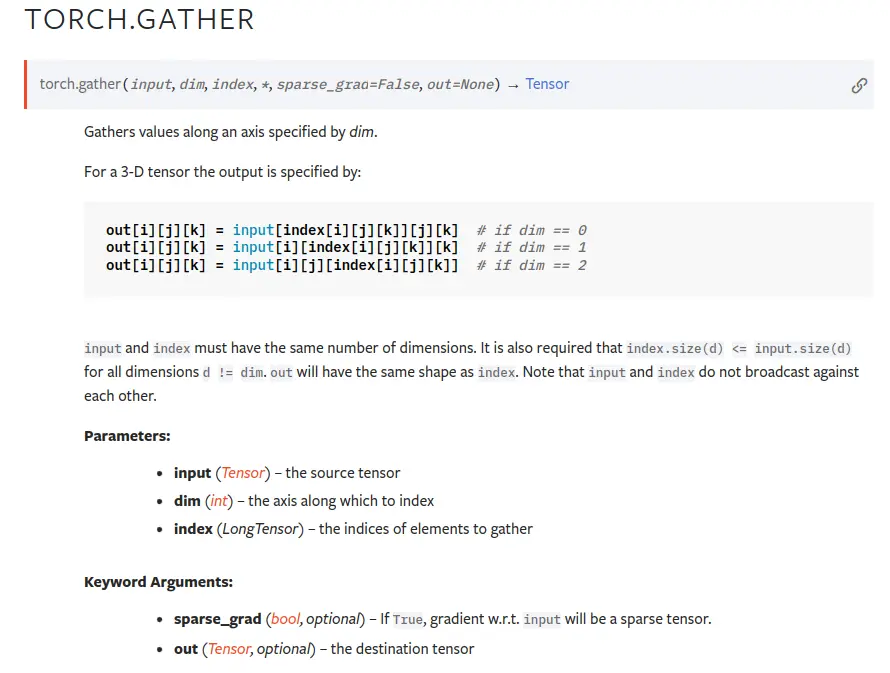 TORCH.GATHER
torch.gather(input, dim, index, *, sparse_grad=False, out=None) → Tensor
Gathers values along an axis specified by dim.
For a 3-D tensor the output is specified by:
out[i][j][k] = input[index[i][j][k]][j][k]  # if dim == 0
out[i][j][k] = input[i][index[i][j][k]][k]  # if dim == 1
out[i][j][k] = input[i][j][index[i][j][k]]  # if dim == 2
input and index must have the same number of dimensions. It is also required that index.size(d) <= input.size(d)
for all dimensions d != dim. out will have the same shape as index. Note that input and index do not broadcast against
each other.
Parameters:
• input (Tensor) – the source tensor
• dim (int) – the axis along which to index
• index (LongTensor) – the indices of elements to gather
Keyword Arguments:
• sparse_grad (bool, optional) – If True, gradient w.r.t. input will be a sparse tensor.
• out (Tensor, optional) – the destination tensor